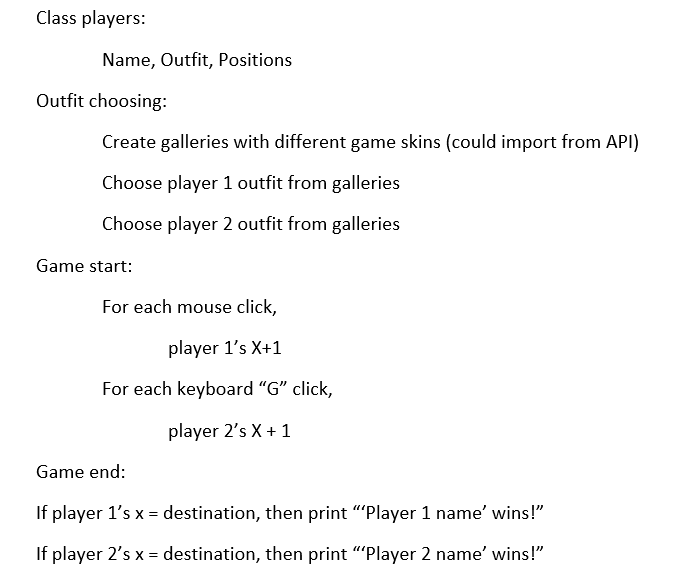 Class players:
Name, Outfit, Positions
Outfit choosing:
Create galleries with different game skins (could import from API)
Choose player 1 outfit from galleries
Choose player 2 outfit from galleries
Game start:
For each mouse click,
player 1’s X+1
For each keyboard “G” click,
player 2’s X + 1
Game end:
If player 1’s x = destination, then print “‘Player 1 name’ wins!”
If player 2’s x = destination, then print “‘Player 2 name’ wins!”